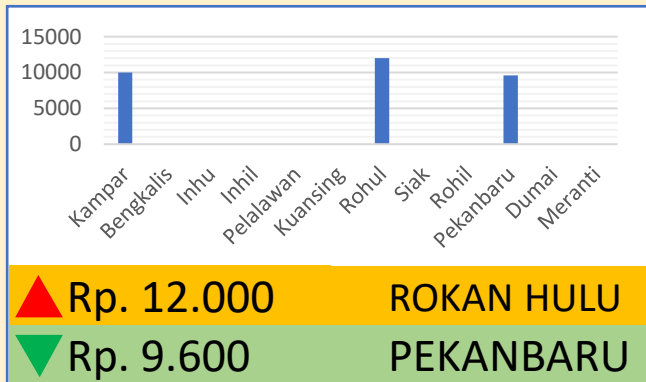 15000
10000
5000
0
Kampar
Bengkalis
Inhu
Inhil
Pelalawan
Kuansing
Rohul
Siak
Rohil
Pekanbaru
Dumai
Meranti
Rp. 12.000 ROKAN HULU
Rp. 9.600 PEKANBARU